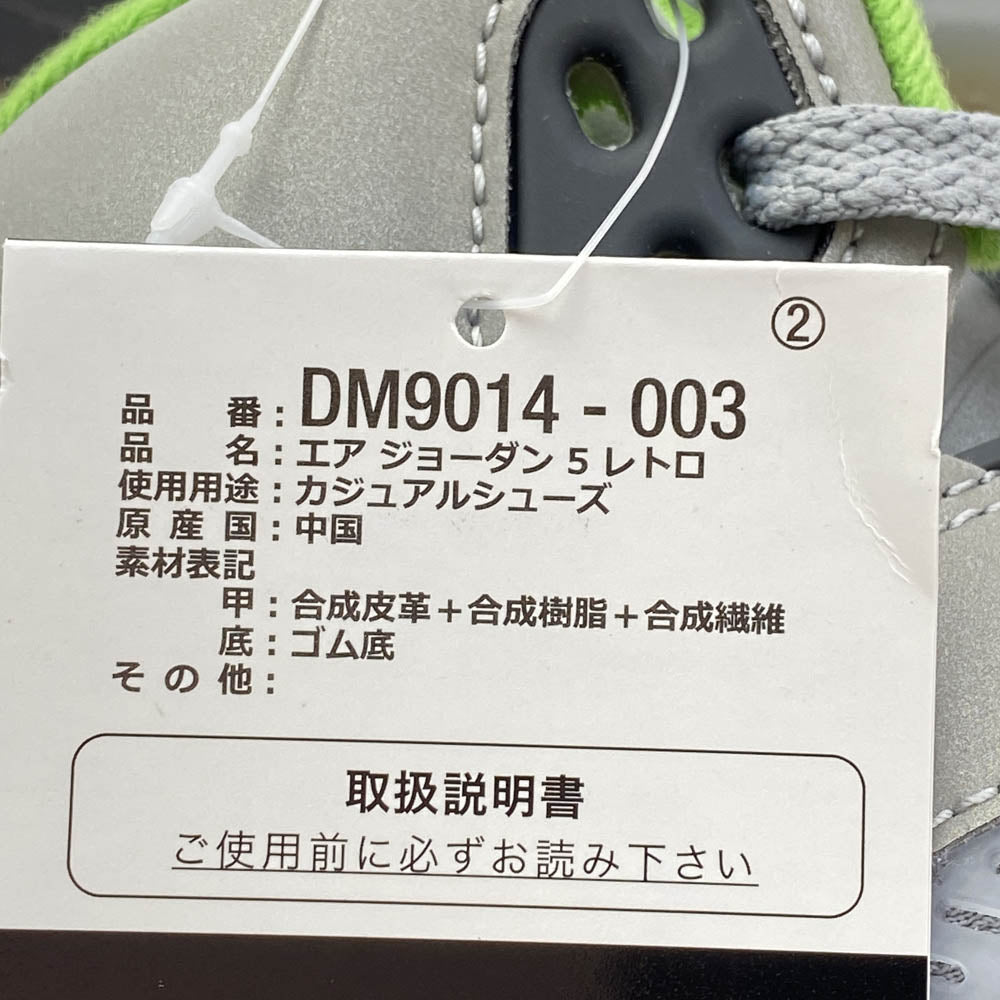 ②
品番:DM9014-003
品名:エア ジョーダン 5 レトロ
使用用途:カジュアルシューズ
原産国:中国
素材表記
甲:合成皮革+合成樹脂+合成繊維
底:ゴム底
その他:
取扱説明書
ご使用前に必ずお読み下さい